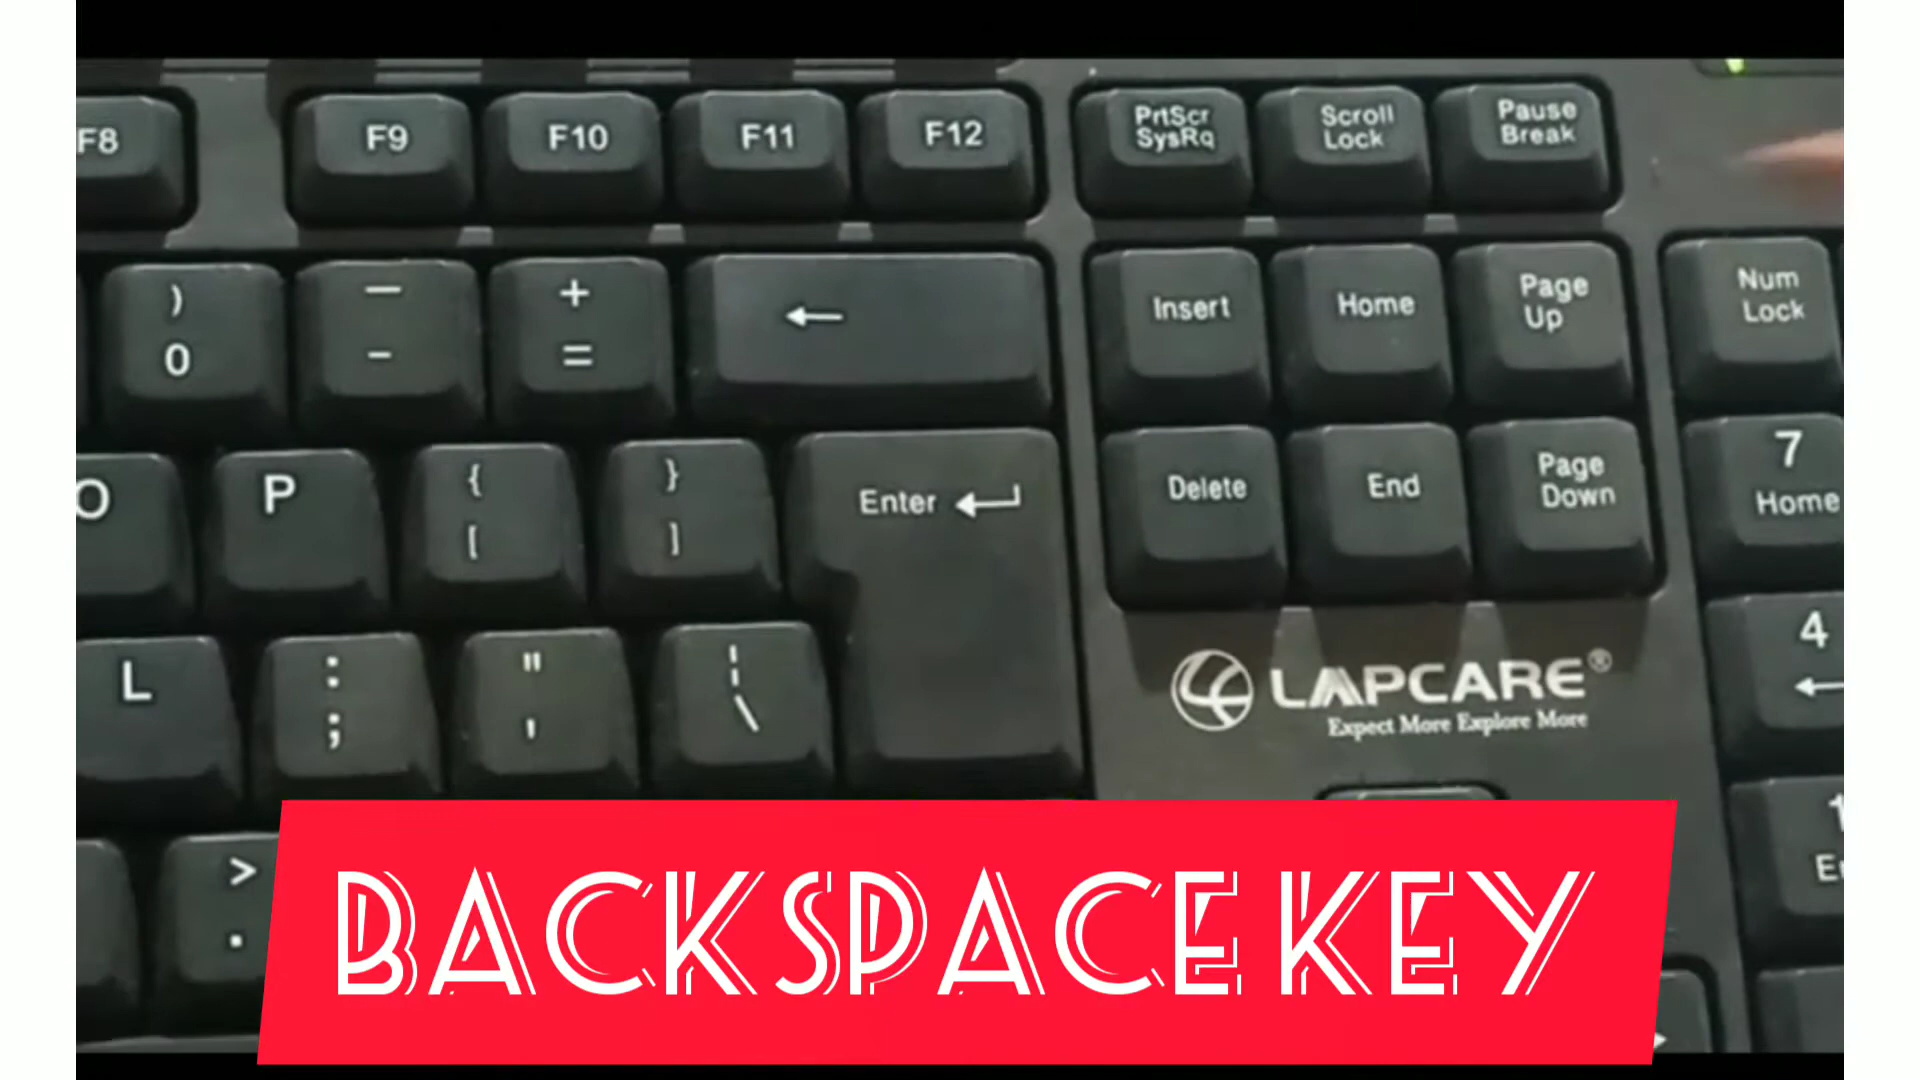 F8 F9 F10 F11 F12 PrtScr SysRq Scroll Lock Pause Break
) 0 — - + = ← Insert Home Page Up Num Lock
O P { [ } ] Enter ↵ Delete End Page Down 7 Home
L : ; " ' ¦ \ 4 ←
LAPCARE®
Expect More Explore More
> .
1
BACKSPACE KEY